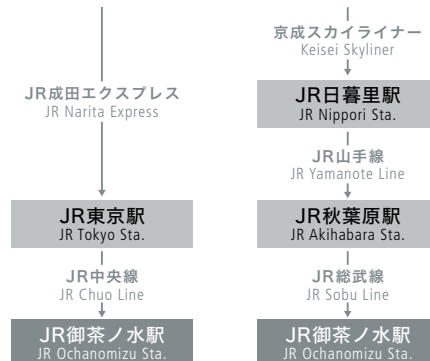 JR成田エクスプレス
JR Narita Express
JR東京駅
JR Tokyo Sta.
JR中央線
JR Chuo Line
JR御茶ノ水駅
JR Ochanomizu Sta.
京成スカイライナー
Keisei Skyliner
JR日暮里駅
JR Nippori Sta.
JR山手線
JR Yamanote Line
JR秋葉原駅
JR Akihabara Sta.
JR総武線
JR Sobu Line
JR御茶ノ水駅
JR Ochanomizu Sta.